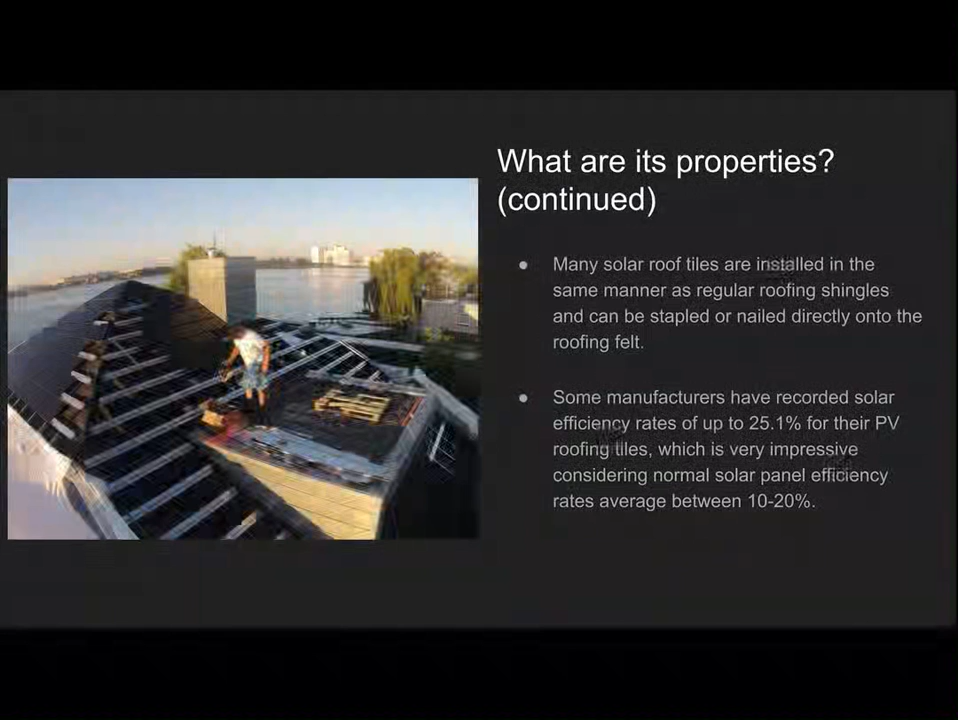 What are its properties?
(continued)
● Many solar roof tiles are installed in the
same manner as regular roofing shingles
and can be stapled or nailed directly onto the
roofing felt.
● Some manufacturers have recorded solar
efficiency rates of up to 25.1% for their PV
roofing tiles, which is very impressive
considering normal solar panel efficiency
rates average between 10-20%.